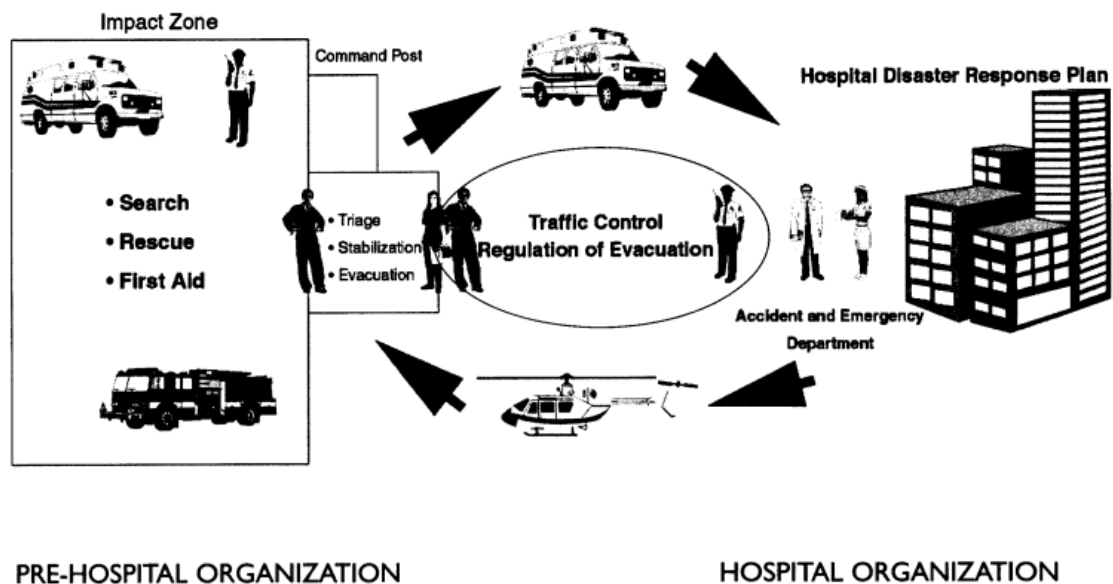 Impact Zone
Command Post
Hospital Disaster Response Plan
• Search
• Rescue
• First Aid
• Triage
• Stabilization
• Evacuation
Traffic Control
Regulation of Evacuation
Accident and Emergency
Department
PRE-HOSPITAL ORGANIZATION
HOSPITAL ORGANIZATION